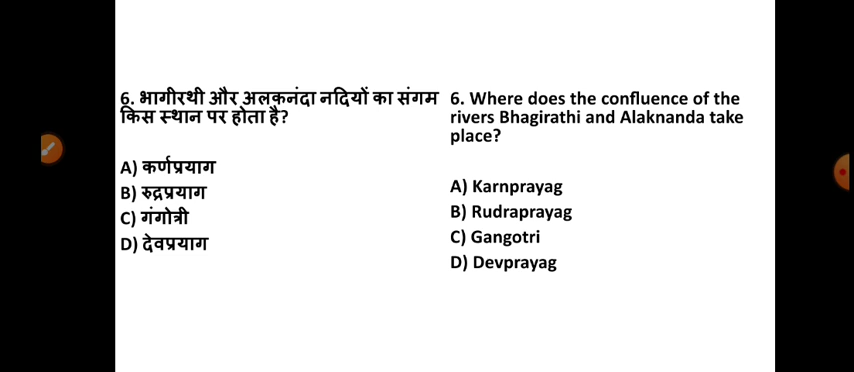 6. भागीरथी और अलकनंदा नदियों का संगम
किस स्थान पर होता है?
A) कर्णप्रयाग
B) रुद्रप्रयाग
C) गंगोत्री
D) देवप्रयाग
6. Where does the confluence of the
rivers Bhagirathi and Alaknanda take
place?
A) Karnprayag
B) Rudraprayag
C) Gangotri
D) Devprayag